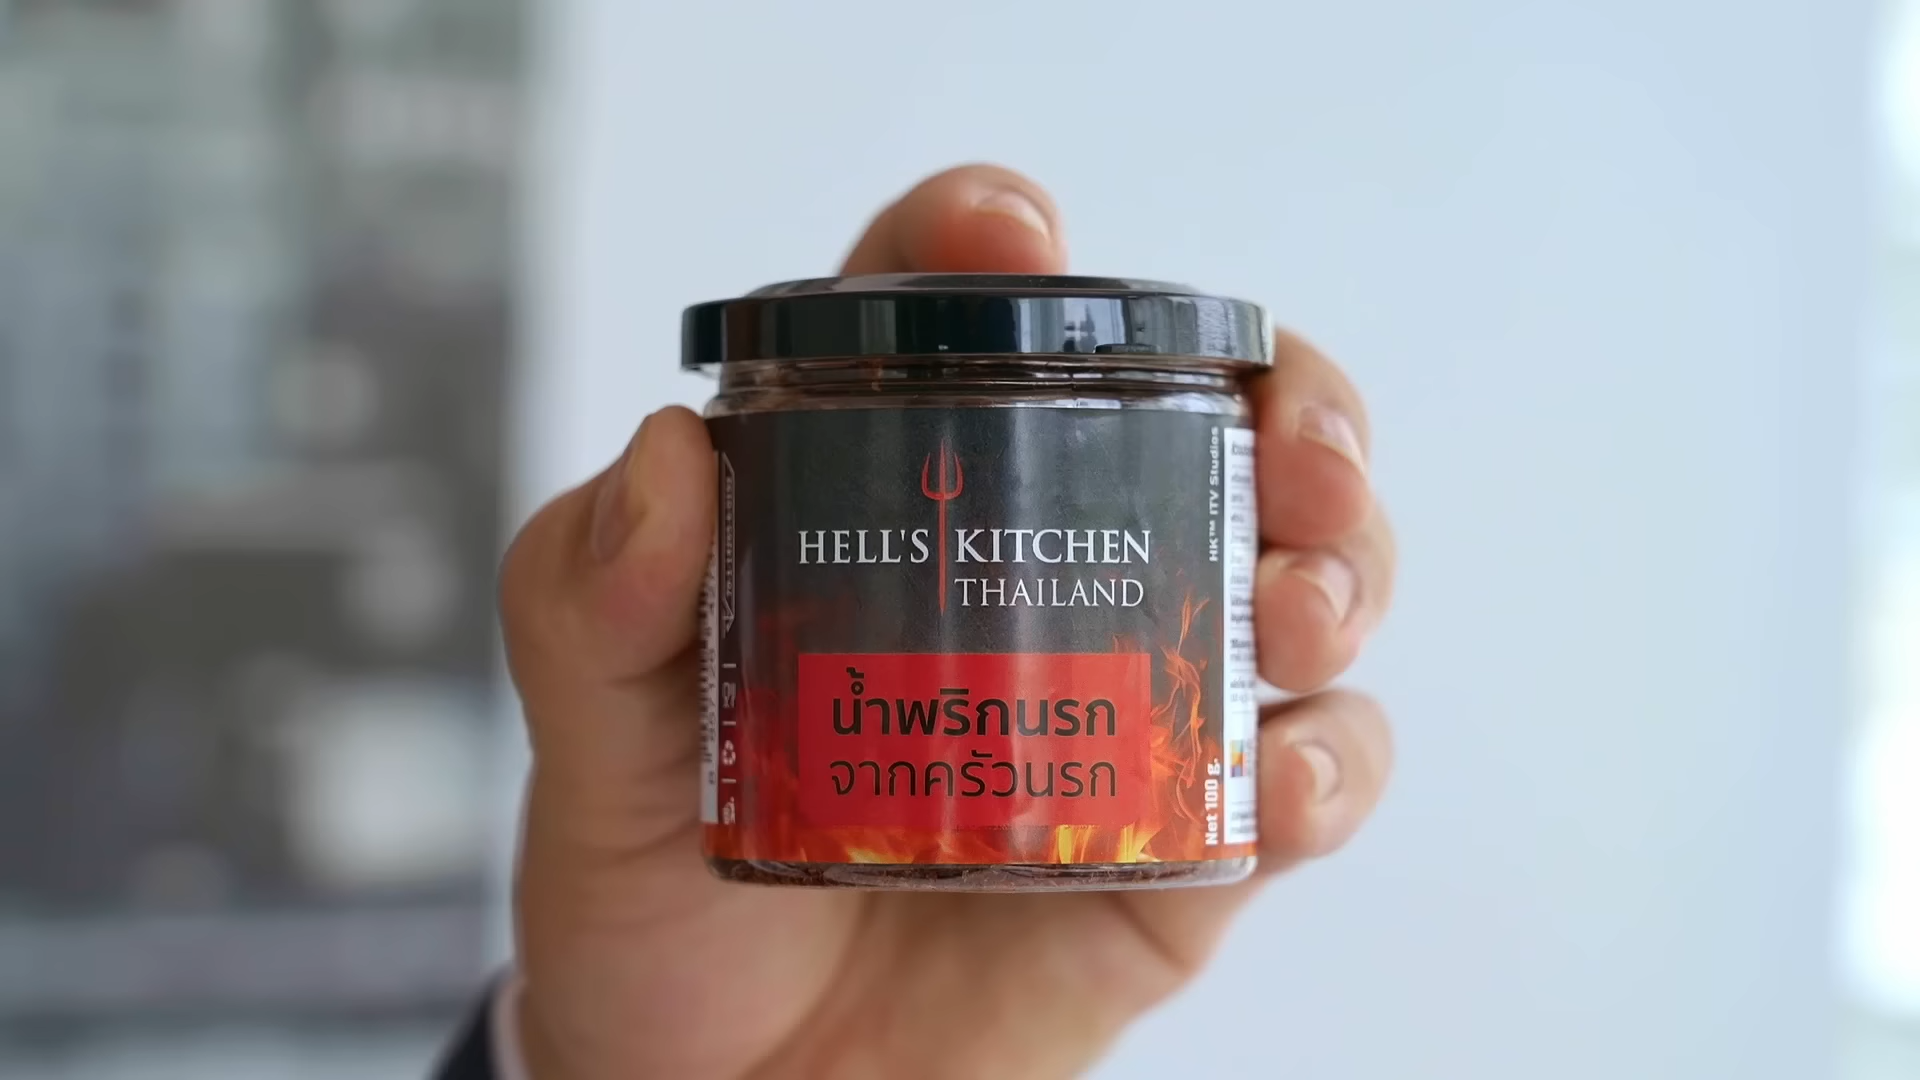 HELL'S KITCHEN
THAILAND
น้ำพริกนรก
จากครัวนรก
HK™ ITV Studios
Net 100 g.